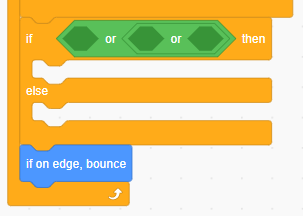 if or or then
else
if on edge, bounce